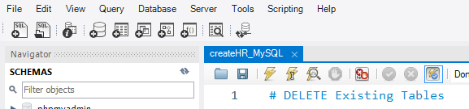 File Edit View Query Database Server Tools Scripting Help
Navigator
createHR_MySQL ×
SCHEMAS
Filter objects
1 # DELETE Existing Tables